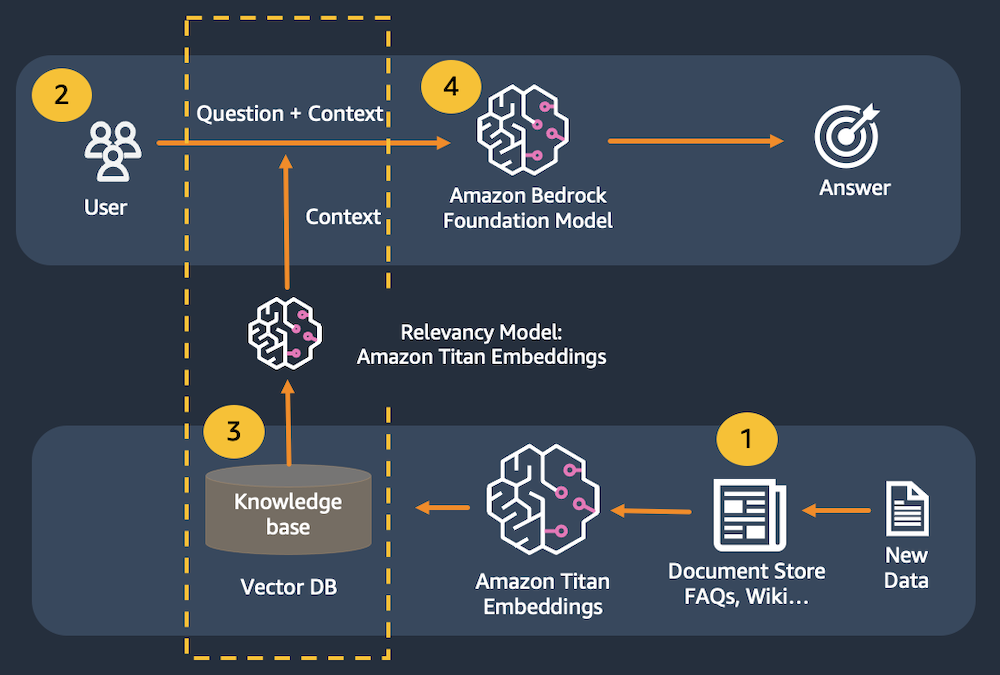 2
User
Question + Context
4
Amazon Bedrock
Foundation Model
Answer
Context
Relevancy Model:
Amazon Titan Embeddings
3
Knowledge
base
Vector DB
Amazon Titan
Embeddings
1
Document Store
FAQs, Wiki...
New
Data